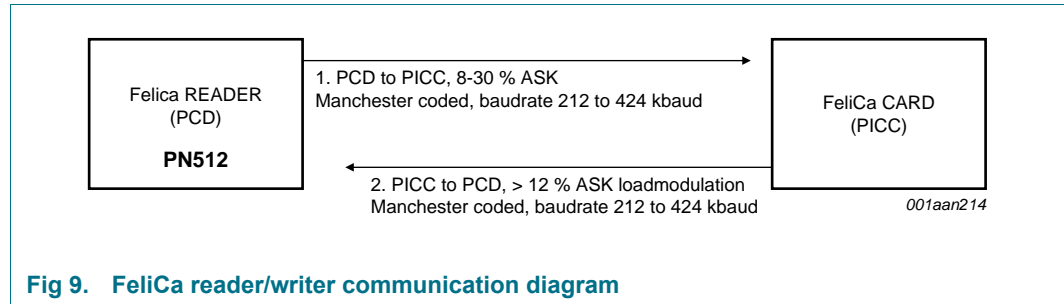 Felica READER
(PCD)
PN512
1. PCD to PICC, 8-30 % ASK
Manchester coded, baudrate 212 to 424 kbaud
2. PICC to PCD, > 12 % ASK loadmodulation
Manchester coded, baudrate 212 to 424 kbaud
FeliCa CARD
(PICC)
001aan214
Fig 9. FeliCa reader/writer communication diagram